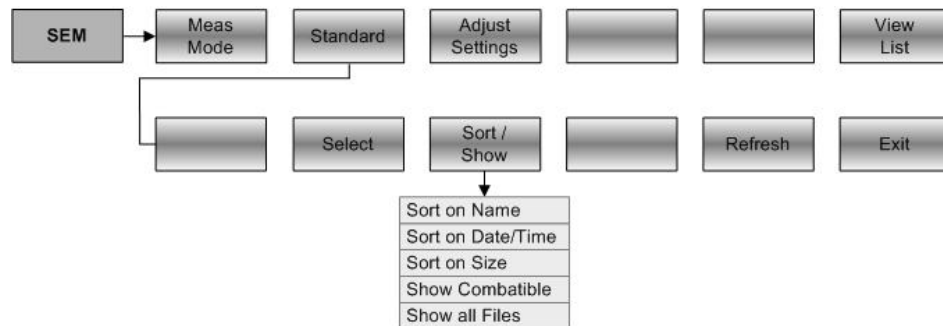 SEM
Meas
Mode
Standard
Adjust
Settings
View
List
Select
Sort /
Show
Refresh
Exit
Sort on Name
Sort on Date/Time
Sort on Size
Show Combatible
Show all Files